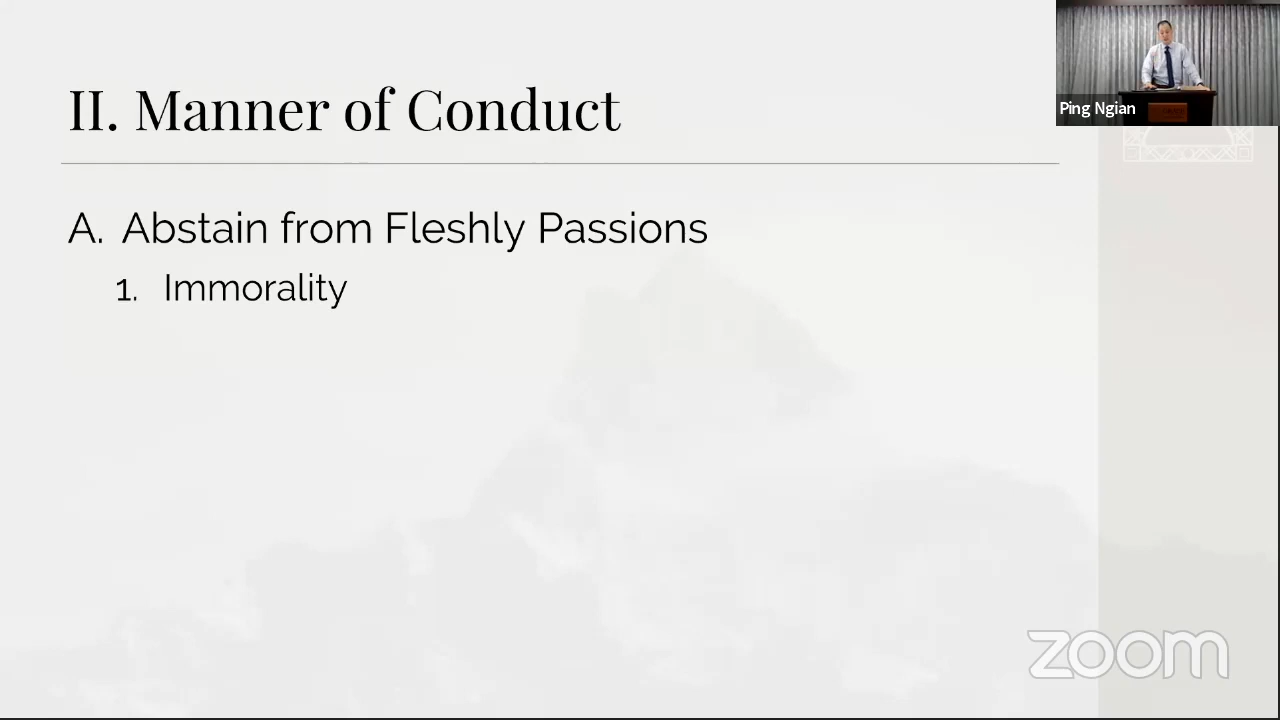 II. Manner of Conduct
Ping Ngian
A. Abstain from Fleshly Passions
1. Immorality
zoom